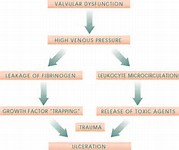 VALVULAR DYSFUNCTION
HIGH VENOUS PRESSURE
LEAKAGE OF FIBRINOGEN
LEUKOCYTE MICROCIRCULATION
GROWTH FACTOR "TRAPPING"
RELEASE OF TOXIC AGENTS
TRAUMA
ULCERATION